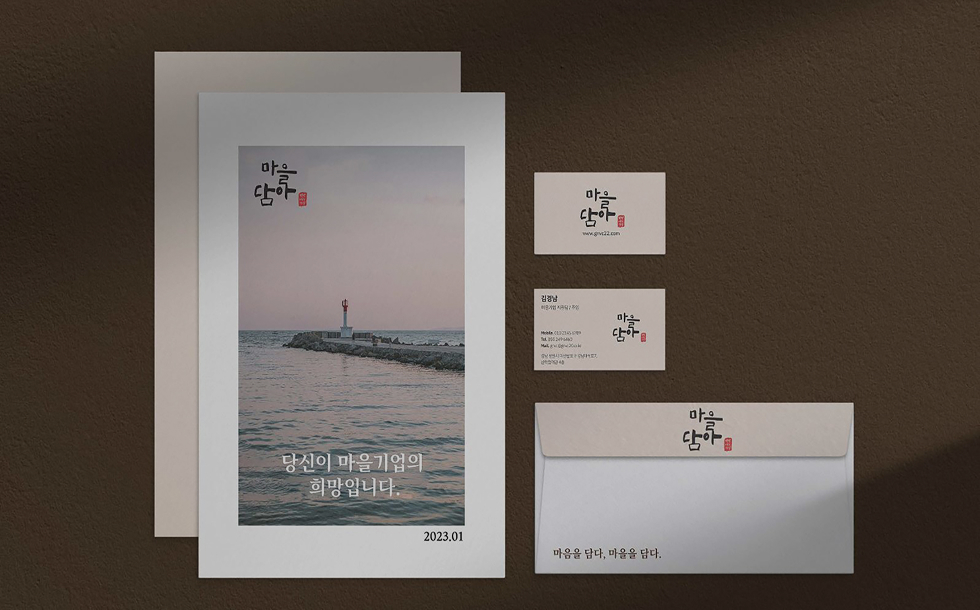 마을
담아
당신이 마을기업의
희망입니다.
2023.01
마을
담아
www.gnvc22.com
김경남
마을
담아
Mobile.
Tel.
Mail.
마을
담아
마음을 담다, 마을을 담다.